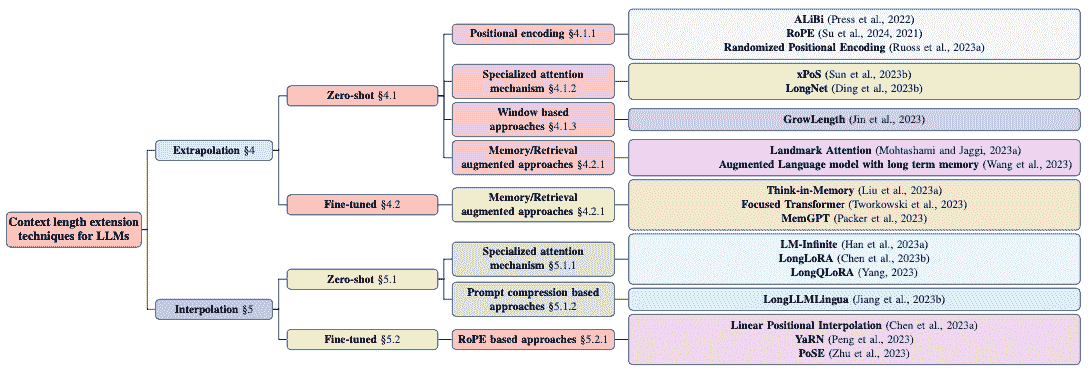 Context length extension
techniques for LLMs
Extrapolation §4
Zero-shot §4.1
Positional encoding §4.1.1
ALiBi (Press et al., 2022)
RoPE (Su et al., 2024, 2021)
Randomized Positional Encoding (Ruoss et al., 2023a)
Specialized attention
mechanism §4.1.2
xPoS (Sun et al., 2023b)
LongNet (Ding et al., 2023b)
Window based
approaches §4.1.3
GrowLength (Jin et al., 2023)
Memory/Retrieval
augmented approaches §4.2.1
Landmark Attention (Mohtashami and Jaggi, 2023a)
Augmented Language model with long term memory (Wang et al., 2023)
Fine-tuned §4.2
Memory/Retrieval
augmented approaches §4.2.1
Think-in-Memory (Liu et al., 2023a)
Focused Transformer (Tworkowski et al., 2023)
MemGPT (Packer et al., 2023)
Interpolation §5
Zero-shot §5.1
Specialized attention
mechanism §5.1.1
LM-Infinite (Han et al., 2023a)
LongLoRA (Chen et al., 2023b)
LongQLoRA (Yang, 2023)
Prompt compression based
approaches §5.1.2
LongLLMLingua (Jiang et al., 2023b)
Fine-tuned §5.2
RoPE based approaches §5.2.1
Linear Positional Interpolation (Chen et al., 2023a)
YaRN (Peng et al., 2023)
PoSE (Zhu et al., 2023)